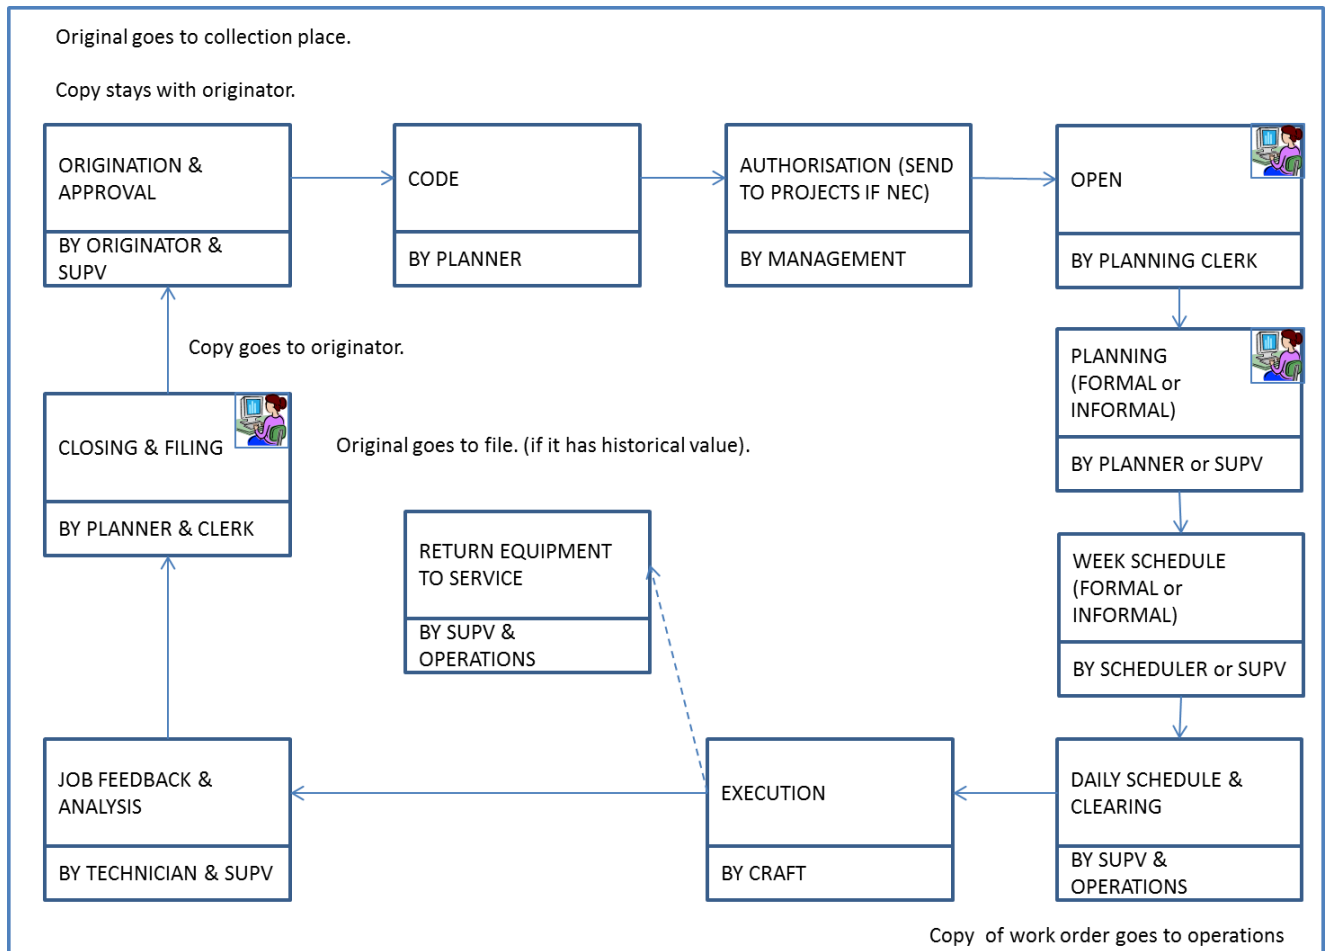 Original goes to collection place.
Copy stays with originator.
ORIGINATION &
APPROVAL
BY ORIGINATOR &
SUPV
CODE
BY PLANNER
AUTHORISATION (SEND
TO PROJECTS IF NEC)
BY MANAGEMENT
OPEN
BY PLANNING CLERK
Copy goes to originator.
PLANNING
(FORMAL or
INFORMAL)
BY PLANNER or SUPV
CLOSING & FILING
BY PLANNER & CLERK
Original goes to file. (if it has historical value).
RETURN EQUIPMENT
TO SERVICE
BY SUPV &
OPERATIONS
WEEK SCHEDULE
(FORMAL or
INFORMAL)
BY SCHEDULER or SUPV
JOB FEEDBACK &
ANALYSIS
BY TECHNICIAN & SUPV
EXECUTION
BY CRAFT
DAILY SCHEDULE &
CLEARING
BY SUPV &
OPERATIONS
Copy  of work order goes to operations